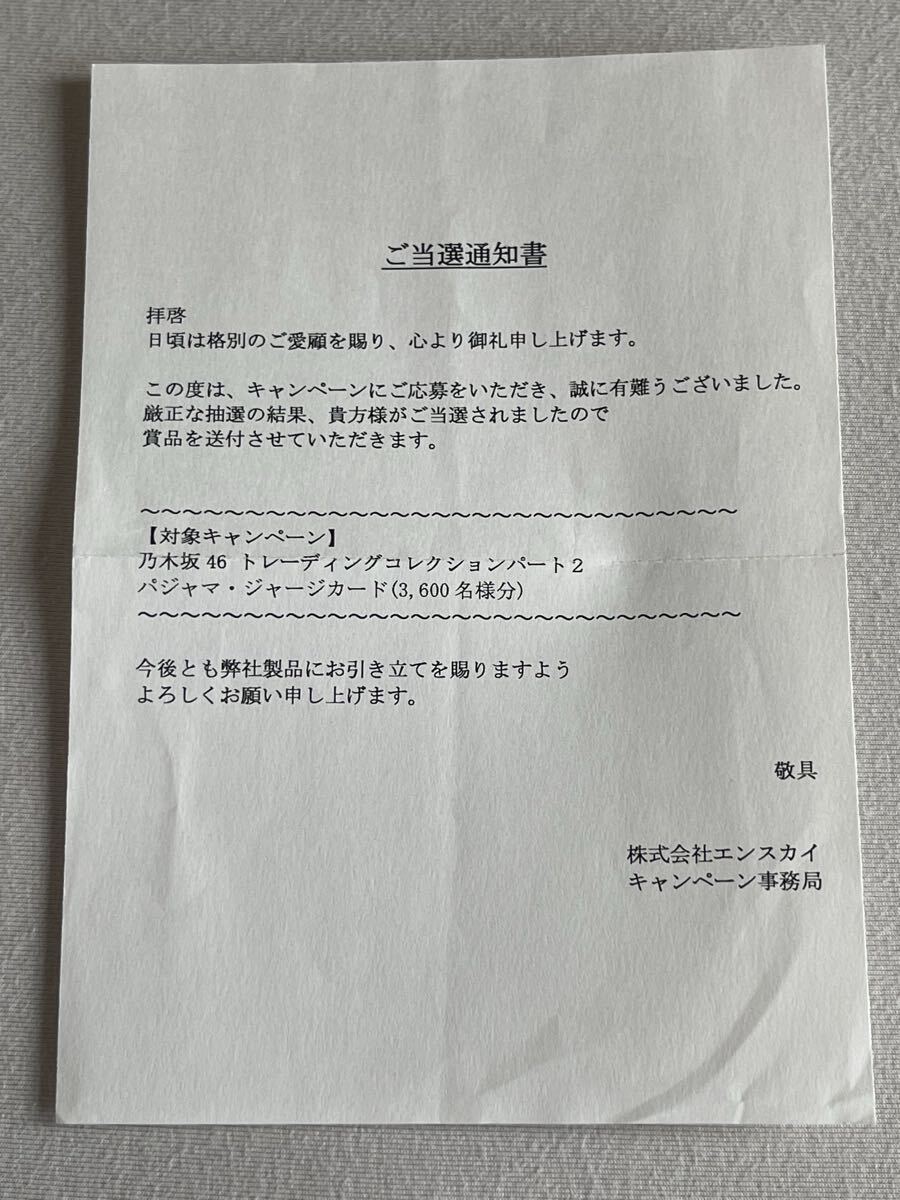 ご当選通知書
拝啓
日頃は格別のご愛顧を賜り、心より御礼申し上げます。
この度は、キャンペーンにご応募をいただき、誠に有難うございました。
厳正な抽選の結果、貴方様がご当選されましたので
賞品を送付させていただきます。
～～～～～～～～～～～～～～～～～～～～～～～～～～～～
【対象キャンペーン】
乃木坂46 トレーディングコレクションパート2
パジャマ・ジャージカード(3,600名様分)
～～～～～～～～～～～～～～～～～～～～～～～～～～～～
今後とも弊社製品にお引き立てを賜りますよう
よろしくお願い申し上げます。
敬具
株式会社エンスカイ
キャンペーン事務局